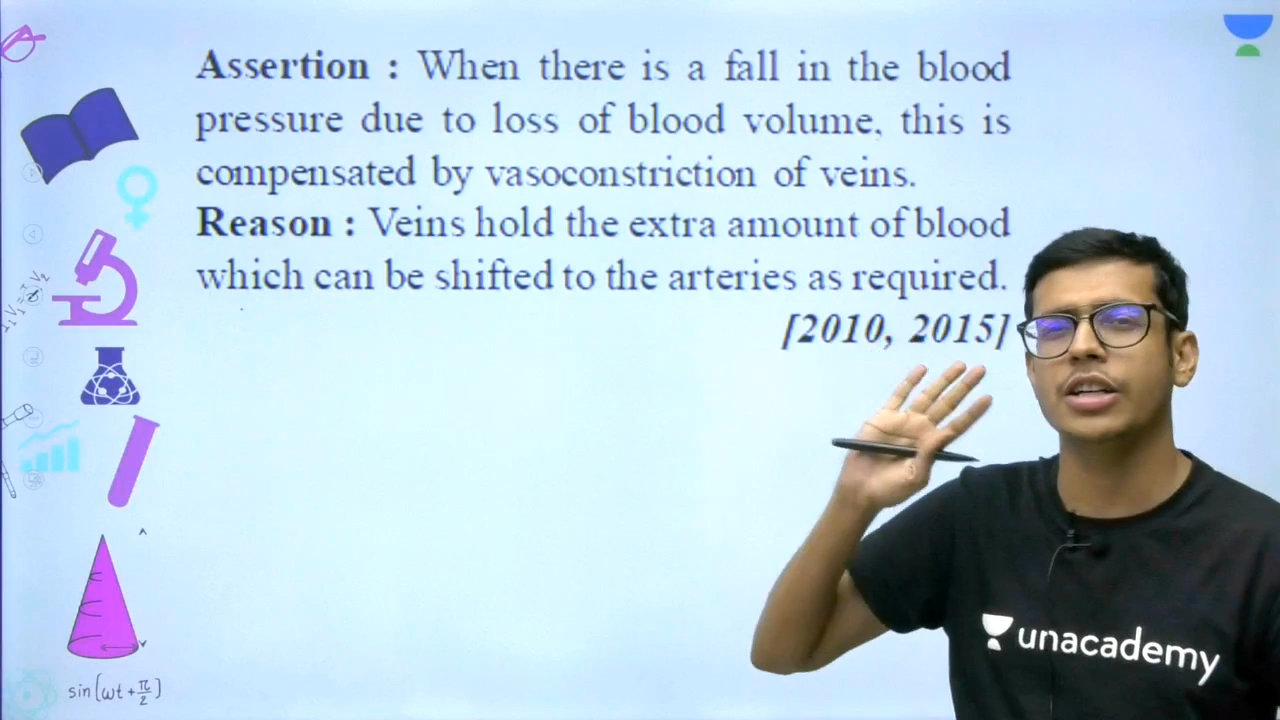 Assertion : When there is a fall in the blood
pressure due to loss of blood volume, this is
compensated by vasoconstriction of veins.
Reason : Veins hold the extra amount of blood
which can be shifted to the arteries as required.
[2010, 2015]
unacademy
sin(ωt+π/2)